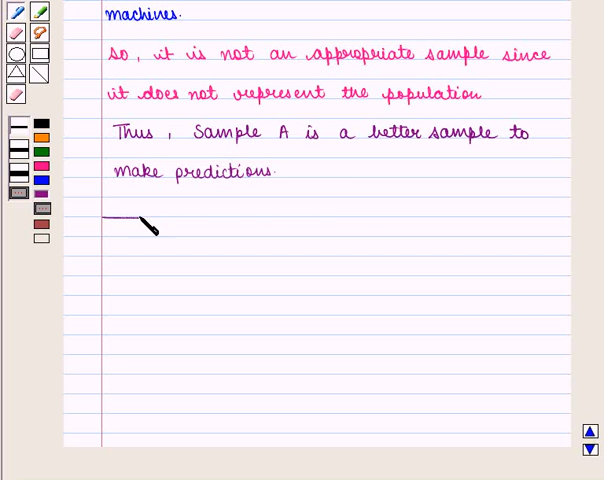 machines.
So, it is not an appropriate sample since
it does not represent the population
Thus, Sample A is a better sample to
make predictions.